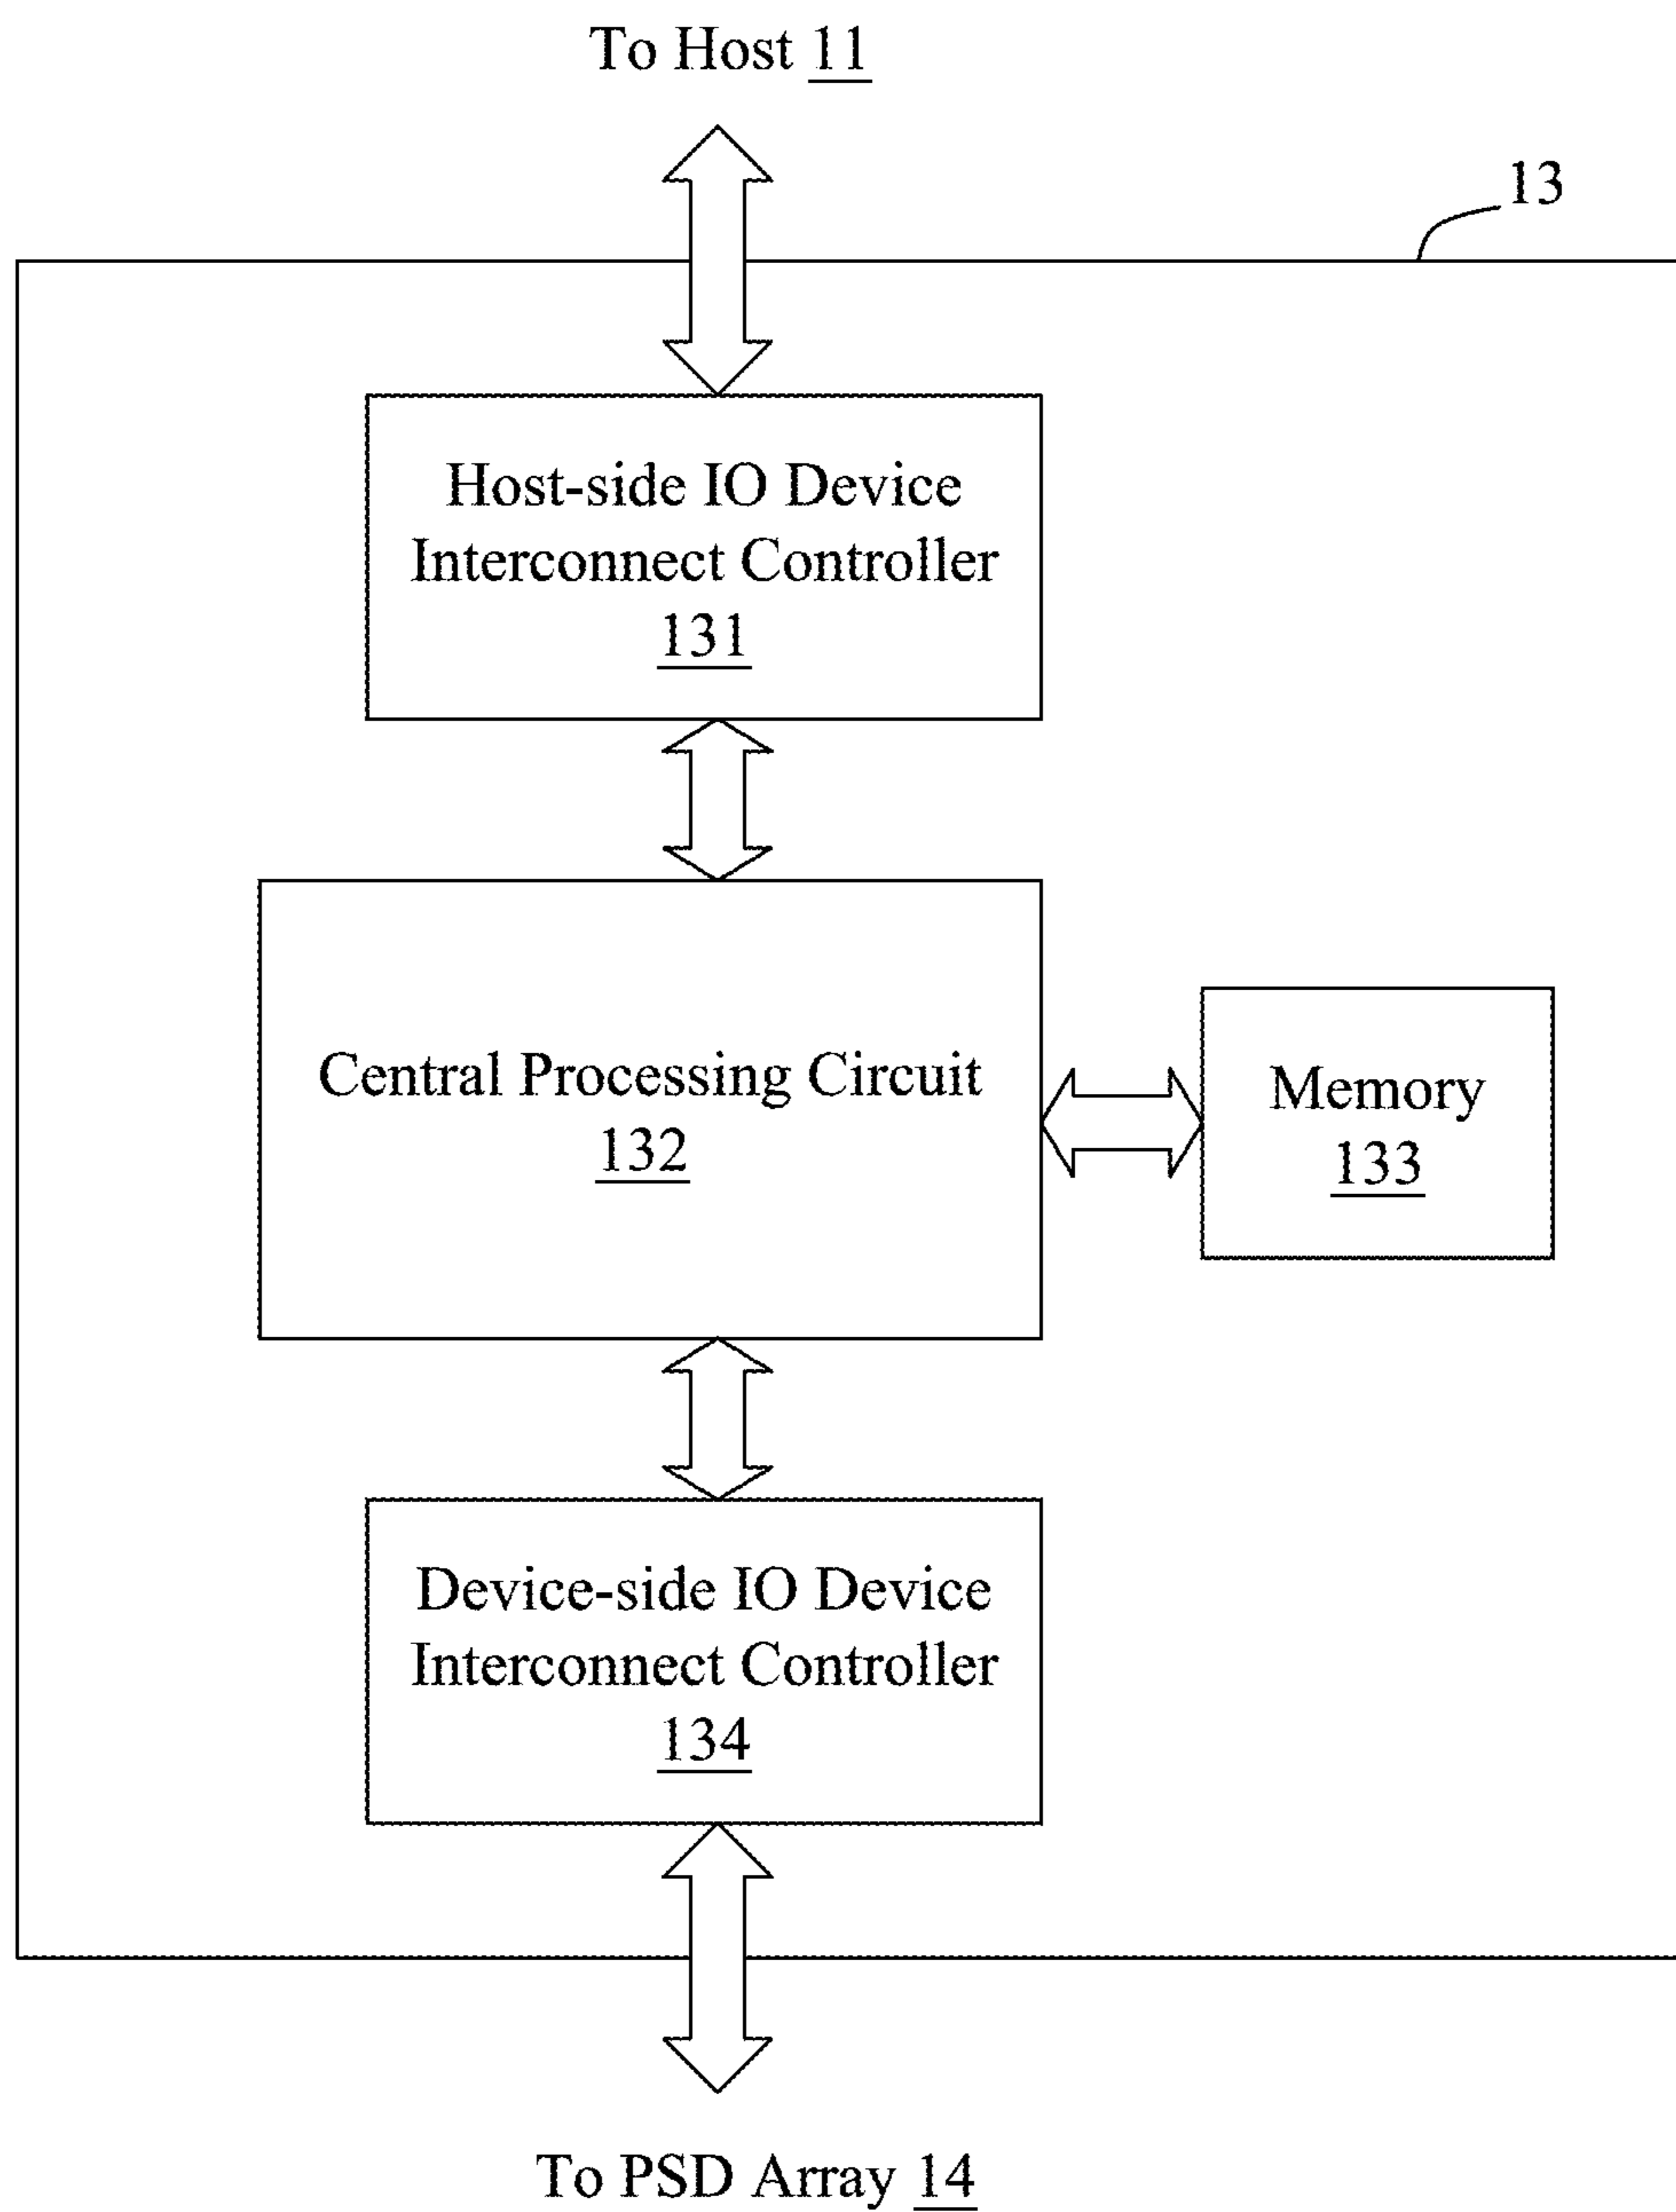 To Host 11
13
Host-side IO Device
Interconnect Controller
131
Central Processing Circuit
132
Memory
133
Device-side IO Device
Interconnect Controller
134
To PSD Array 14